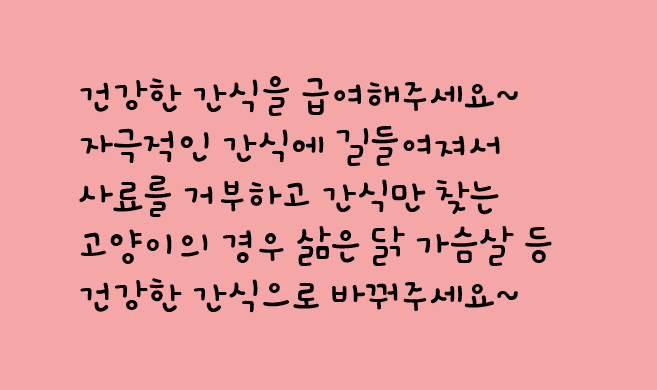 건강한 간식을 급여해주세요~
자극적인 간식에 길들여져서
사료를 거부하고 간식만 찾는
고양이의 경우 삶은 닭 가슴살 등
건강한 간식으로 바꿔주세요~